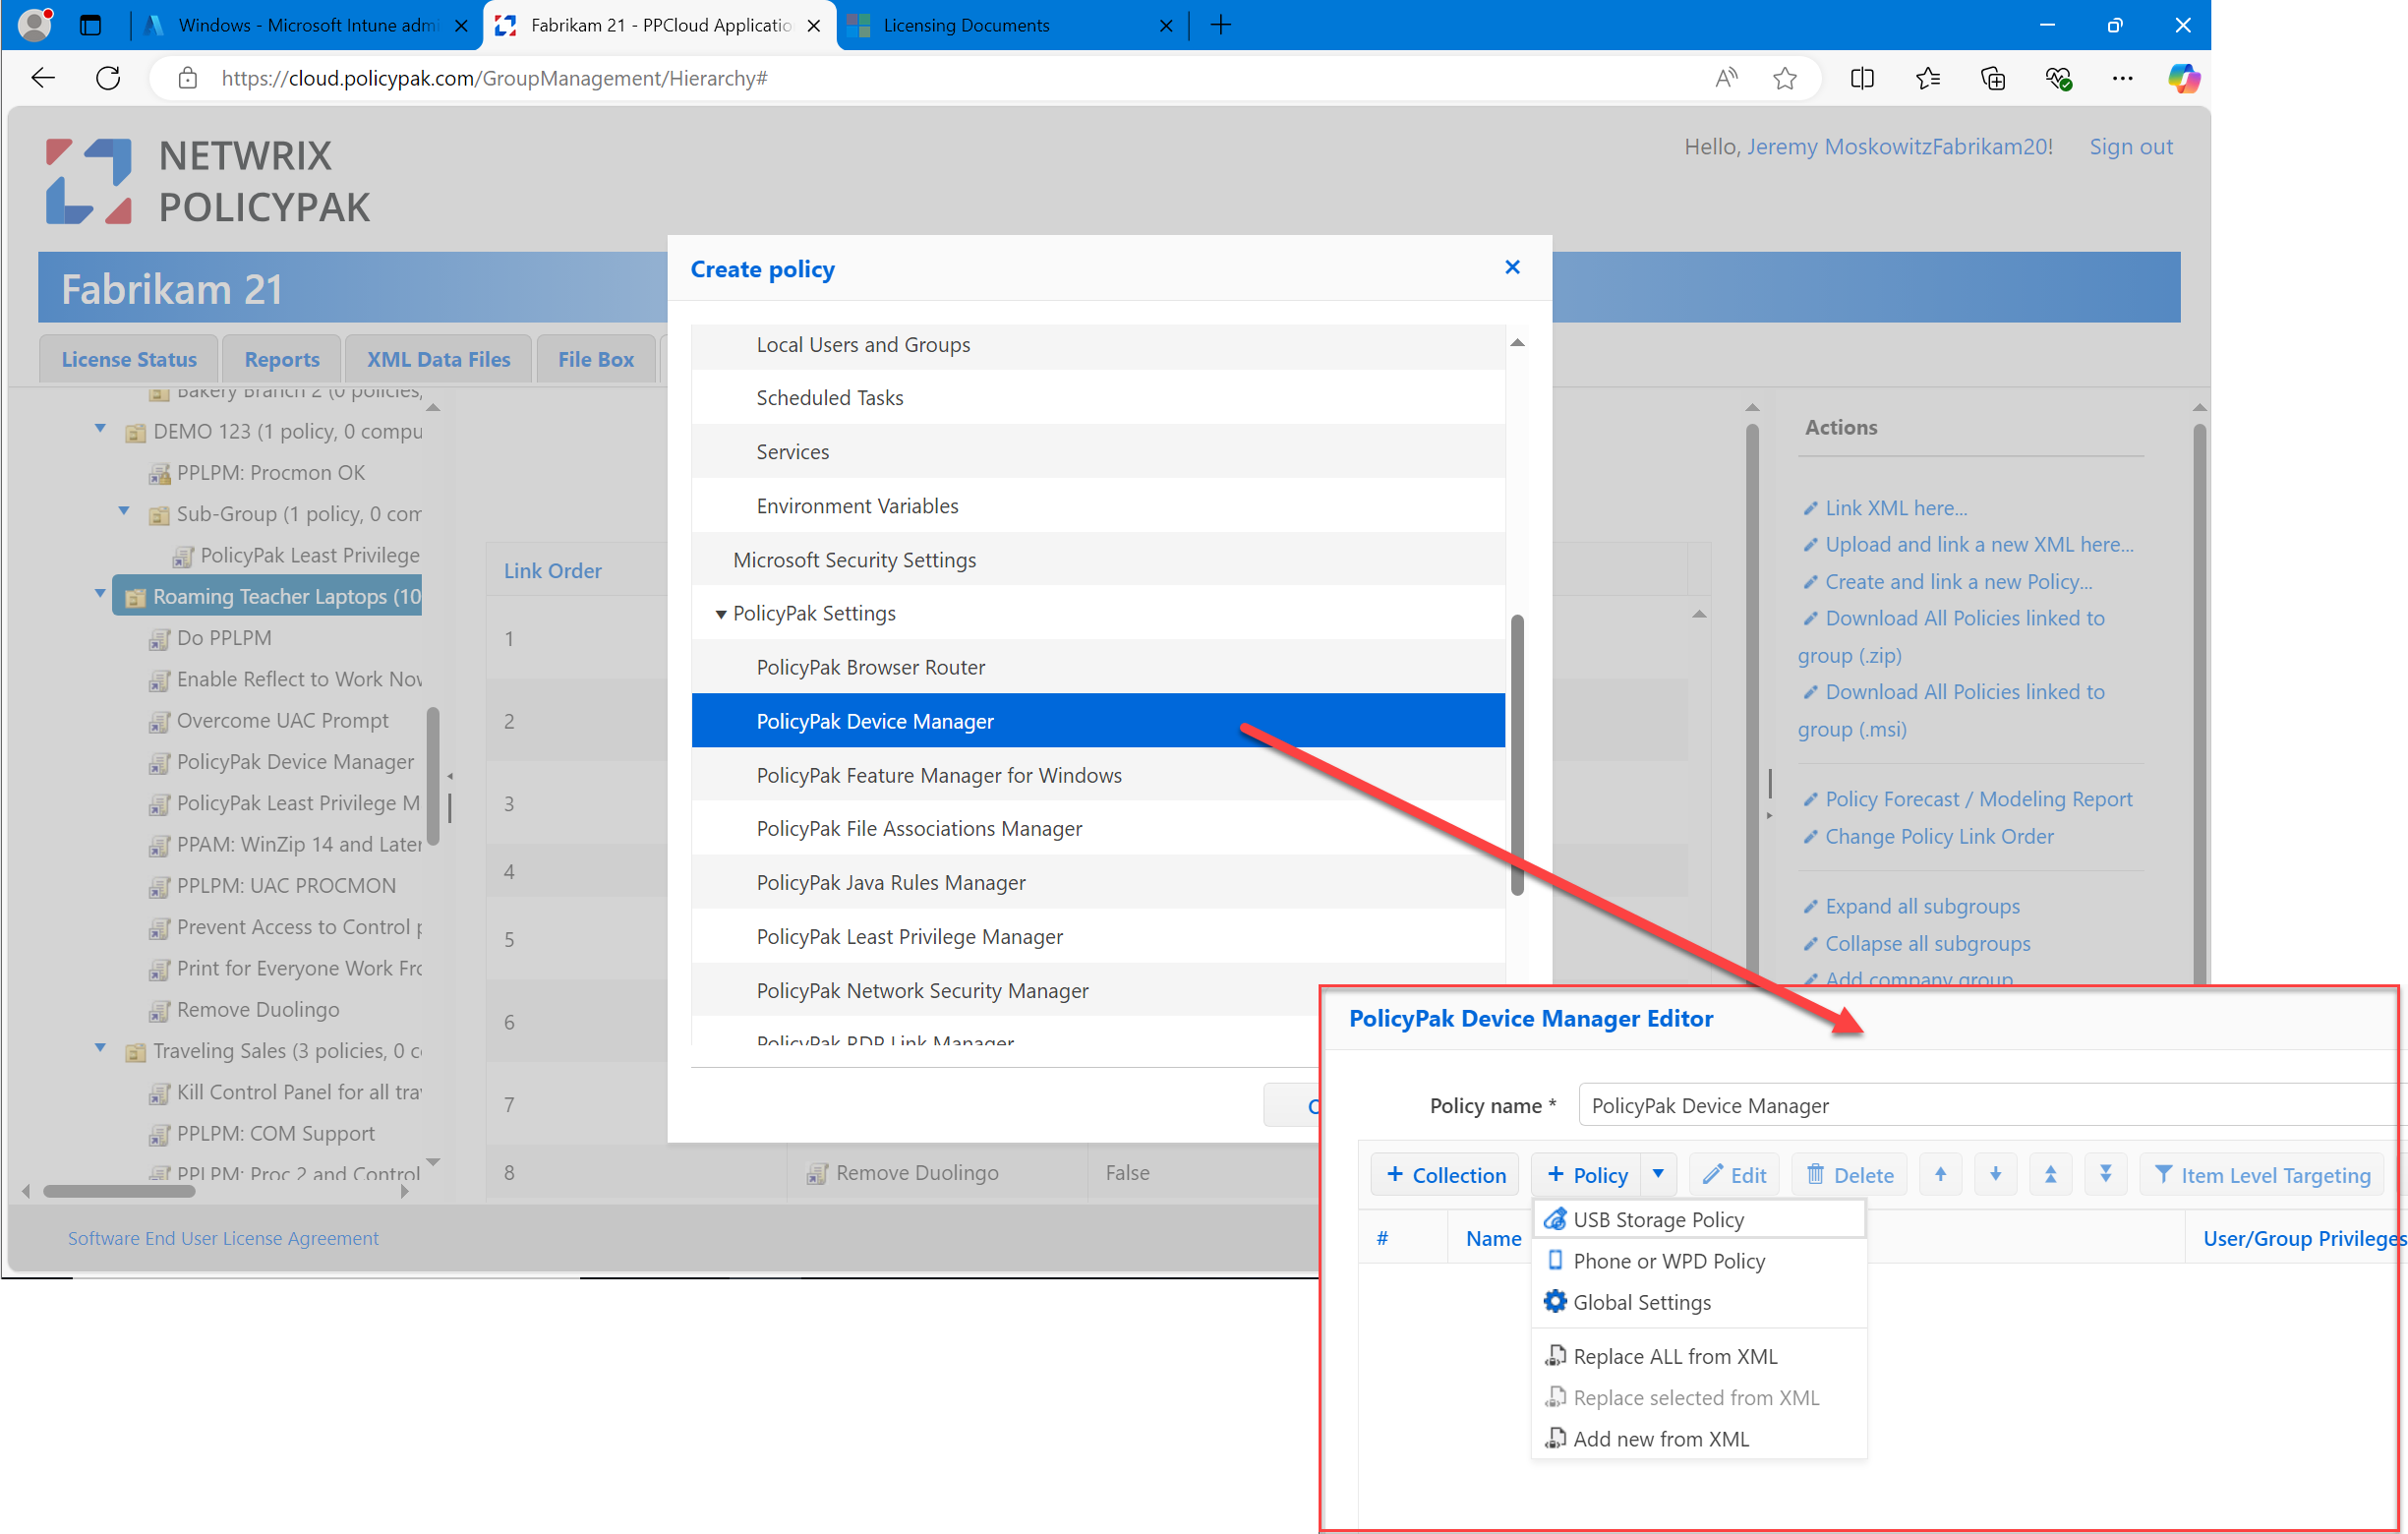 Windows - Microsoft Intune adm
Fabrikam 21 - PPCloud Applicatio
Licensing Documents
https://cloud.policypak.com/GroupManagement/Hierarchy#
NETWRIX
POLICYPAK
Hello, Jeremy MoskowitzFabrikam20!
Sign out
Fabrikam 21
License Status
Reports
XML Data Files
File Box
Bakery Branch 2 (0 policies,
DEMO 123 (1 policy, 0 compu
PPLPM: Procmon OK
Sub-Group (1 policy, 0 com
PolicyPak Least Privilege
Roaming Teacher Laptops (10
Do PPLPM
Enable Reflect to Work Nov
Overcome UAC Prompt
PolicyPak Device Manager
PolicyPak Least Privilege M
PPAM: WinZip 14 and Later
PPLPM: UAC PROCMON
Prevent Access to Control p
Print for Everyone Work Fro
Remove Duolingo
Traveling Sales (3 policies, 0 c
Kill Control Panel for all tra
PPLPM: COM Support
PPLPM: Proc 2 and Control
Link Order
1
2
3
4
5
6
7
8
Remove Duolingo
False
Create policy
Local Users and Groups
Scheduled Tasks
Services
Environment Variables
Microsoft Security Settings
PolicyPak Settings
PolicyPak Browser Router
PolicyPak Device Manager
PolicyPak Feature Manager for Windows
PolicyPak File Associations Manager
PolicyPak Java Rules Manager
PolicyPak Least Privilege Manager
PolicyPak Network Security Manager
PolicyPak RDP Link Manager
Actions
Link XML here...
Upload and link a new XML here...
Create and link a new Policy...
Download All Policies linked to
group (.zip)
Download All Policies linked to
group (.msi)
Policy Forecast / Modeling Report
Change Policy Link Order
Expand all subgroups
Collapse all subgroups
Add company group
Software End User License Agreement
PolicyPak Device Manager Editor
Policy name *
PolicyPak Device Manager
+ Collection
+ Policy
Edit
Delete
Item Level Targeting
#
Name
User/Group Privileges
USB Storage Policy
Phone or WPD Policy
Global Settings
Replace ALL from XML
Replace selected from XML
Add new from XML